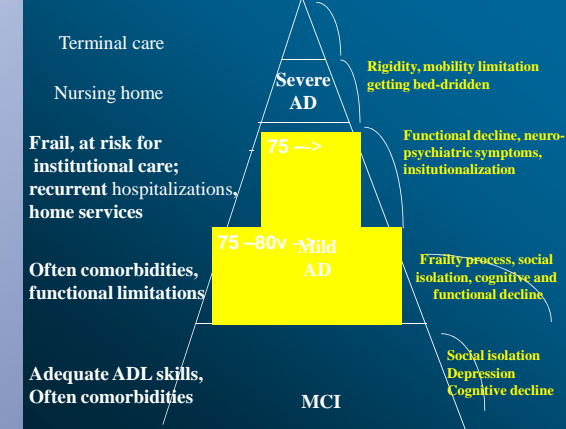 Terminal care
Nursing home
Frail, at risk for
institutional care;
recurrent hospitalizations,
home services
Often comorbidities,
functional limitations
Adequate ADL skills,
Often comorbidities
Severe
AD
75 –->
75 –80v –>
Mild
AD
MCI
Rigidity, mobility limitation
getting bed-dridden
Functional decline, neuro-
psychiatric symptoms,
insitutionalization
Frailty process, social
isolation, cognitive and
functional decline
Social isolation
Depression
Cognitive decline